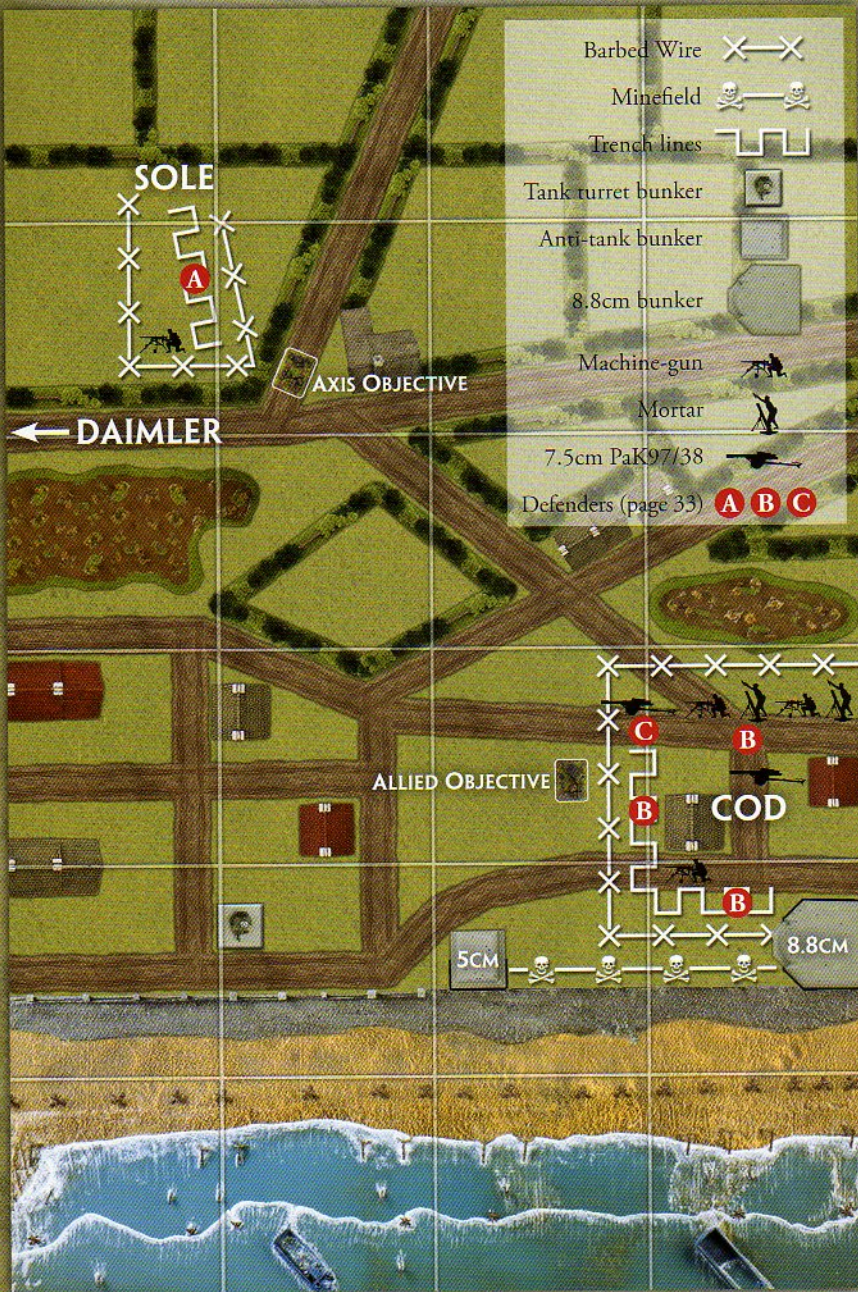 Barbed Wire
Minefield
Trench lines
Tank turret bunker
Anti-tank bunker
8.8cm bunker
Machine-gun
Mortar
7.5cm PaK97/38
Defenders (page 33) A B C
SOLE
A
AXIS OBJECTIVE
DAIMLER
C
B
ALLIED OBJECTIVE
B
COD
B
5CM
8.8CM